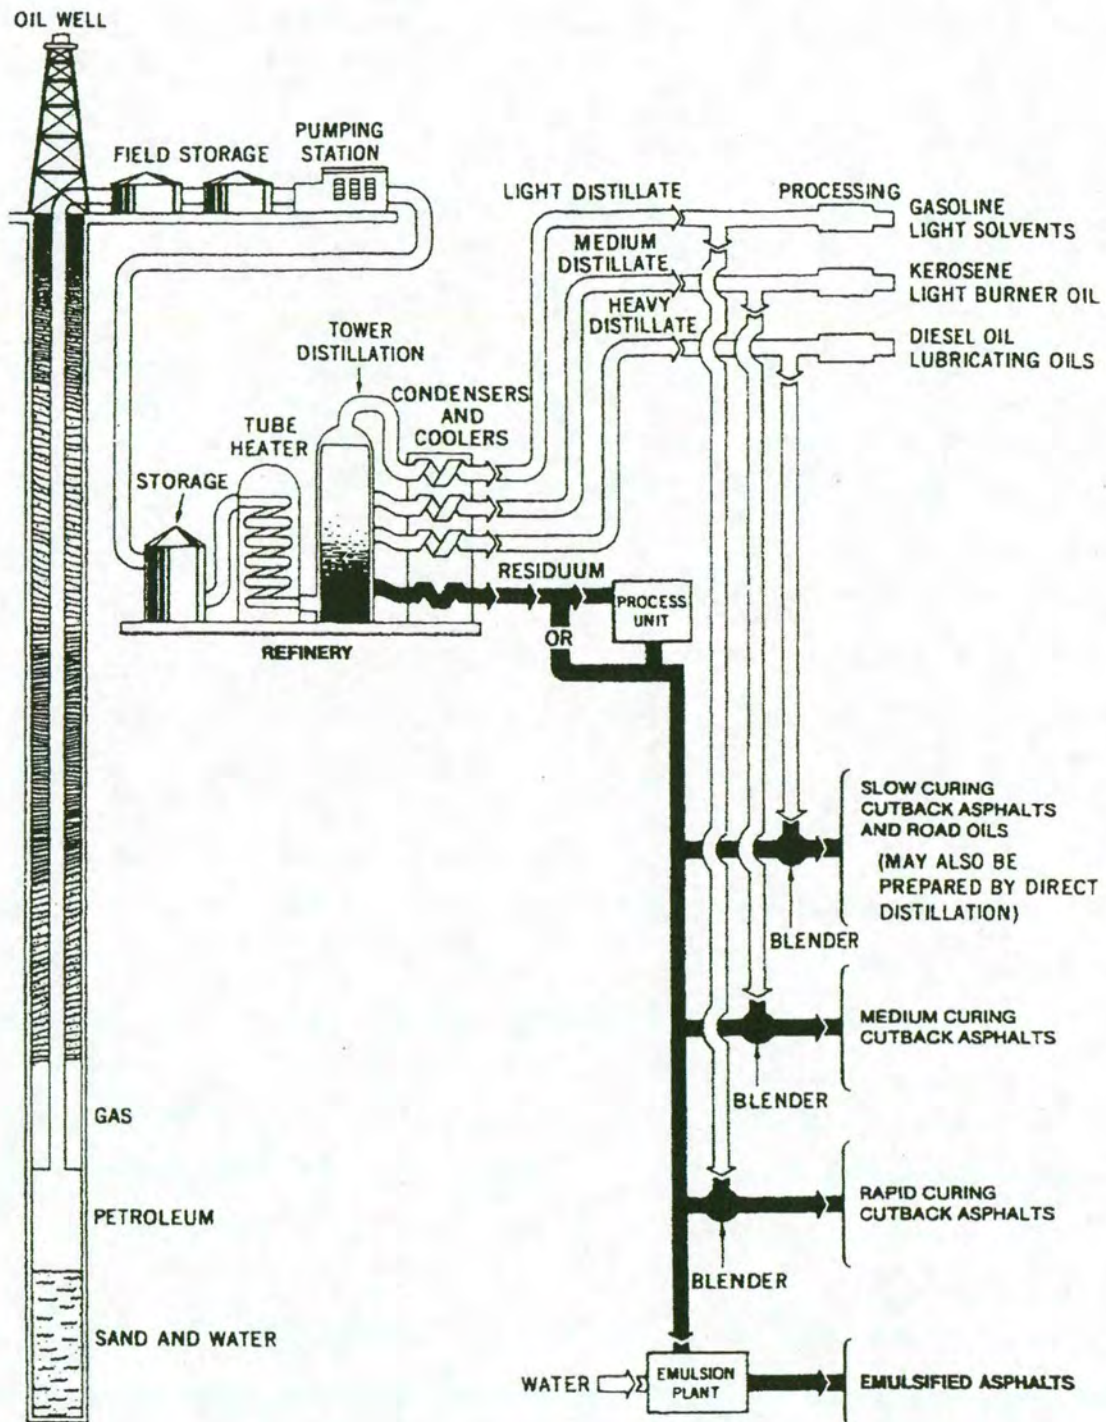 OIL WELL
FIELD STORAGE
PUMPING
STATION
LIGHT DISTILLATE
PROCESSING
GASOLINE
LIGHT SOLVENTS
MEDIUM
DISTILLATE
KEROSENE
LIGHT BURNER OIL
HEAVY
DISTILLATE
DIESEL OIL
LUBRICATING OILS
TOWER
DISTILLATION
CONDENSERS
AND
COOLERS
TUBE
HEATER
STORAGE
RESIDUUM
PROCESS
UNIT
OR
REFINERY
SLOW CURING
CUTBACK ASPHALTS
AND ROAD OILS
(MAY ALSO BE
PREPARED BY DIRECT
DISTILLATION)
BLENDER
MEDIUM CURING
CUTBACK ASPHALTS
BLENDER
GAS
PETROLEUM
RAPID CURING
CUTBACK ASPHALTS
BLENDER
SAND AND WATER
WATER
EMULSION
PLANT
EMULSIFIED ASPHALTS